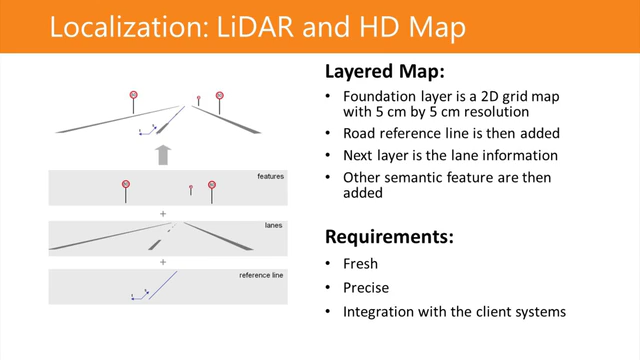 Localization: LiDAR and HD Map
Layered Map:
• Foundation layer is a 2D grid map
with 5 cm by 5 cm resolution
• Road reference line is then added
• Next layer is the lane information
• Other semantic feature are then
added
Requirements:
• Fresh
• Precise
• Integration with the client systems
features
+
lanes
+
reference line